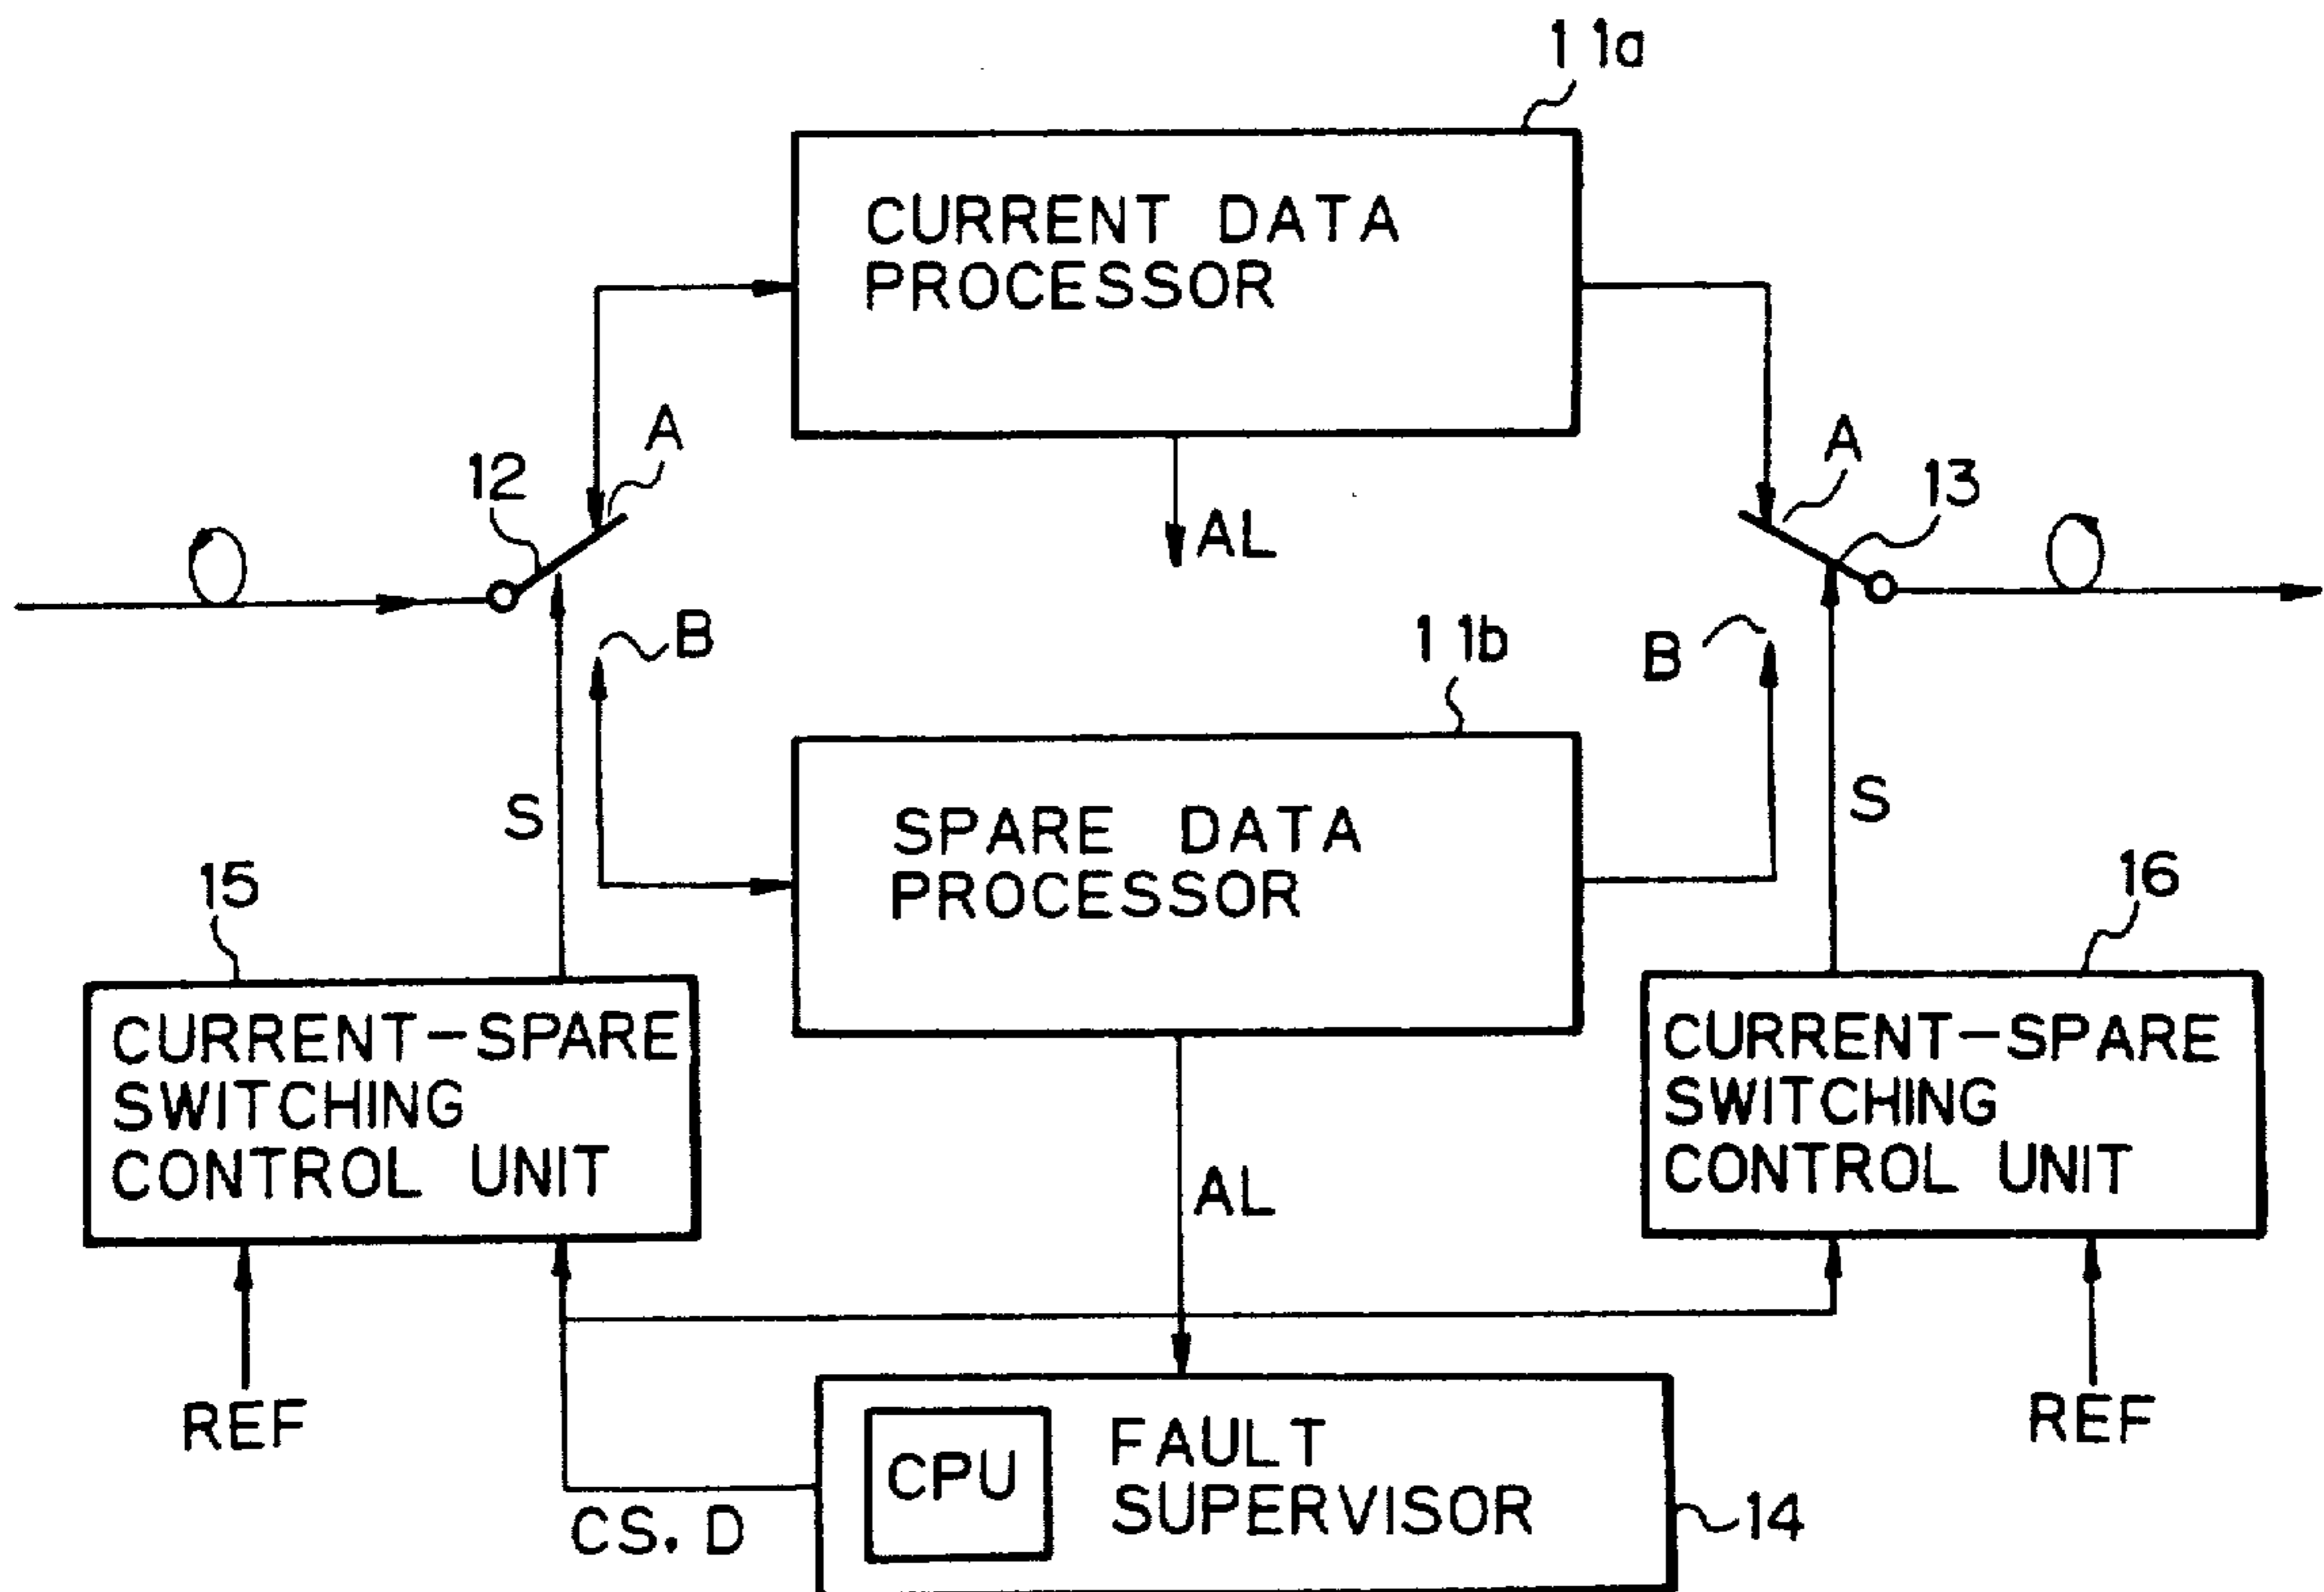 11a
CURRENT DATA
PROCESSOR
A
A
12
13
AL
B
11b
B
S
S
SPARE DATA
PROCESSOR
15
16
CURRENT-SPARE
SWITCHING
CONTROL UNIT
CURRENT-SPARE
SWITCHING
CONTROL UNIT
AL
REF
REF
CPU
FAULT
SUPERVISOR
14
CS. D